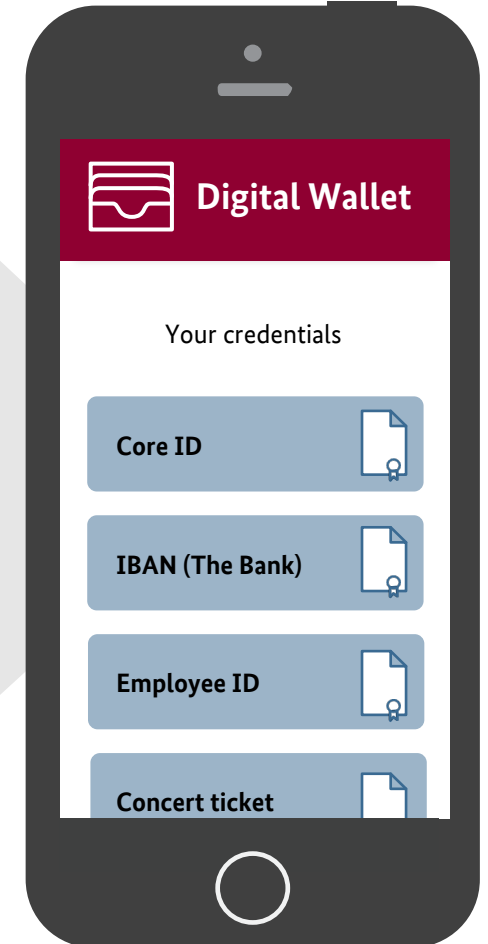 Digital Wallet
Your credentials
Core ID
IBAN (The Bank)
Employee ID
Concert ticket